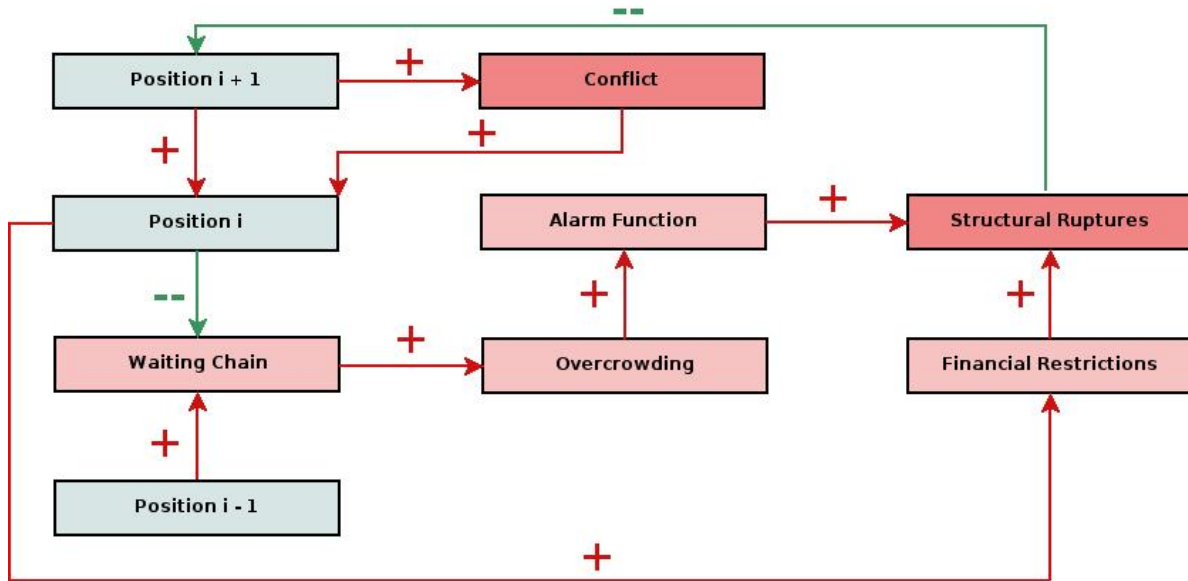 --
Position i + 1
+
Conflict
+
+
Position i
Alarm Function
+
Structural Ruptures
--
+
+
Waiting Chain
+
Overcrowding
Financial Restrictions
+
Position i - 1
+